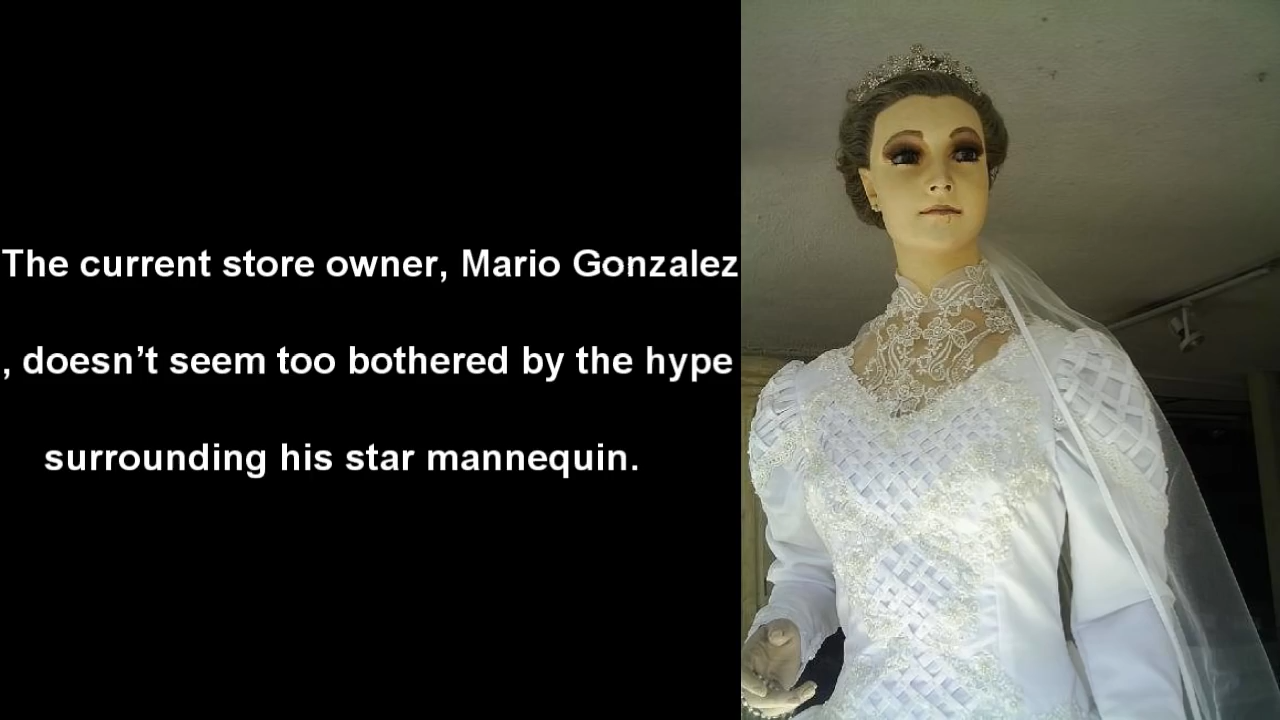 The current store owner, Mario Gonzalez
, doesn’t seem too bothered by the hype
surrounding his star mannequin.